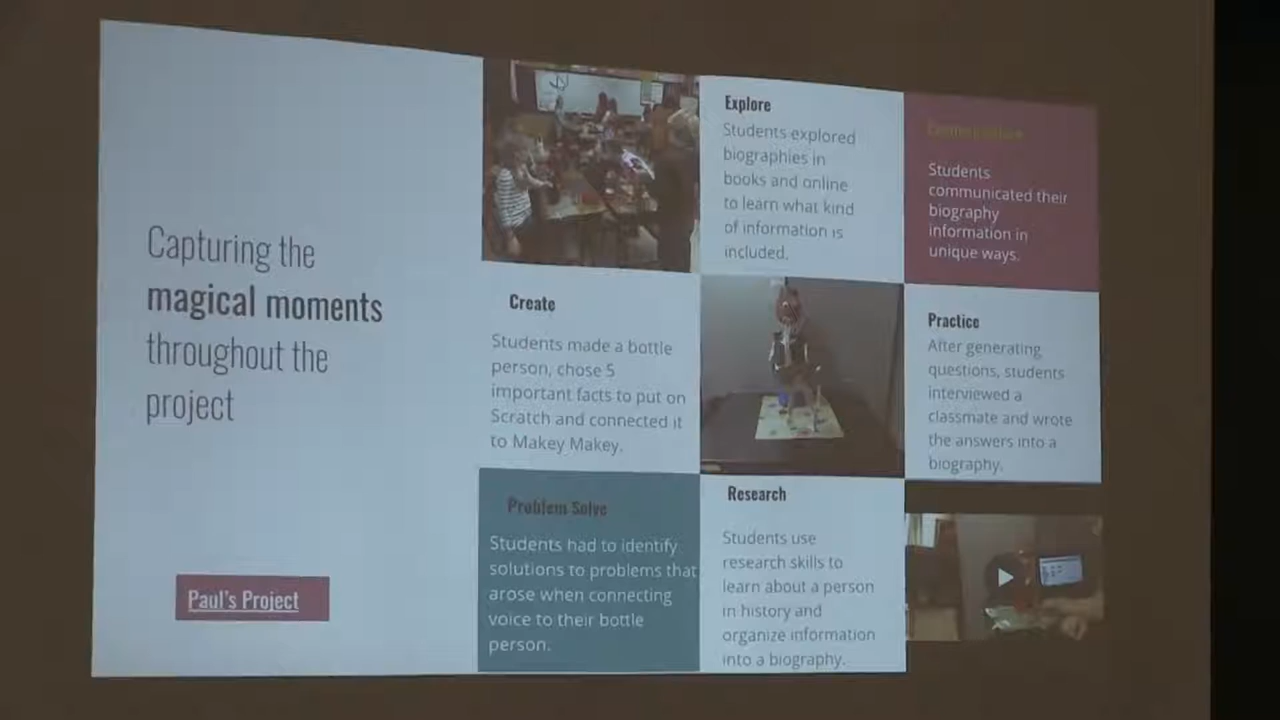 Capturing the
magical moments
throughout the
project
Paul's Project
Explore
Students explored
biographies in
books and online
to learn what kind
of information is
included.
Students
communicated their
biography
information in
unique ways.
Create
Students made a bottle
person, chose 5
important facts to put on
Scratch and connected it
to Makey Makey.
Practice
After generating
questions, students
interviewed a
classmate and wrote
the answers into a
biography.
Problem Solve
Students had to identify
solutions to problems that
arose when connecting
voice to their bottle
person.
Research
Students use
research skills to
learn about a person
in history and
organize information
into a biography.